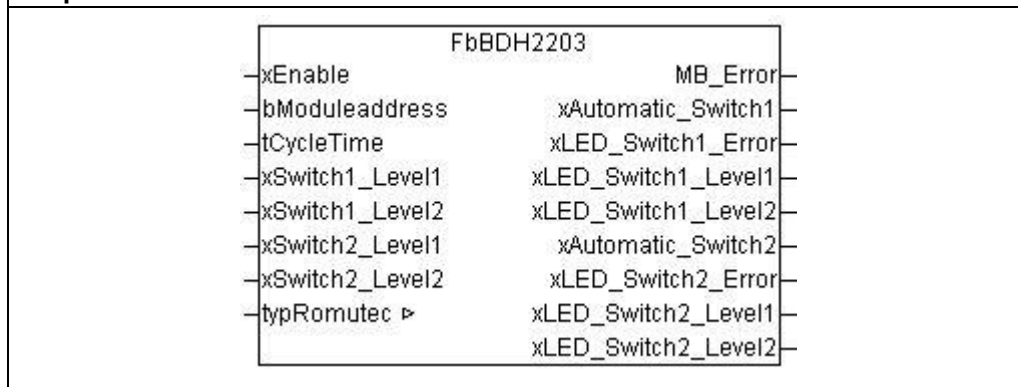 FbBDH2203
xEnable MB_Error
bModuleaddress xAutomatic_Switch1
tCycleTime xLED_Switch1_Error
xSwitch1_Level1 xLED_Switch1_Level1
xSwitch1_Level2 xLED_Switch1_Level2
xSwitch2_Level1 xAutomatic_Switch2
xSwitch2_Level2 xLED_Switch2_Error
typRomutec ▹ xLED_Switch2_Level1
xLED_Switch2_Level2